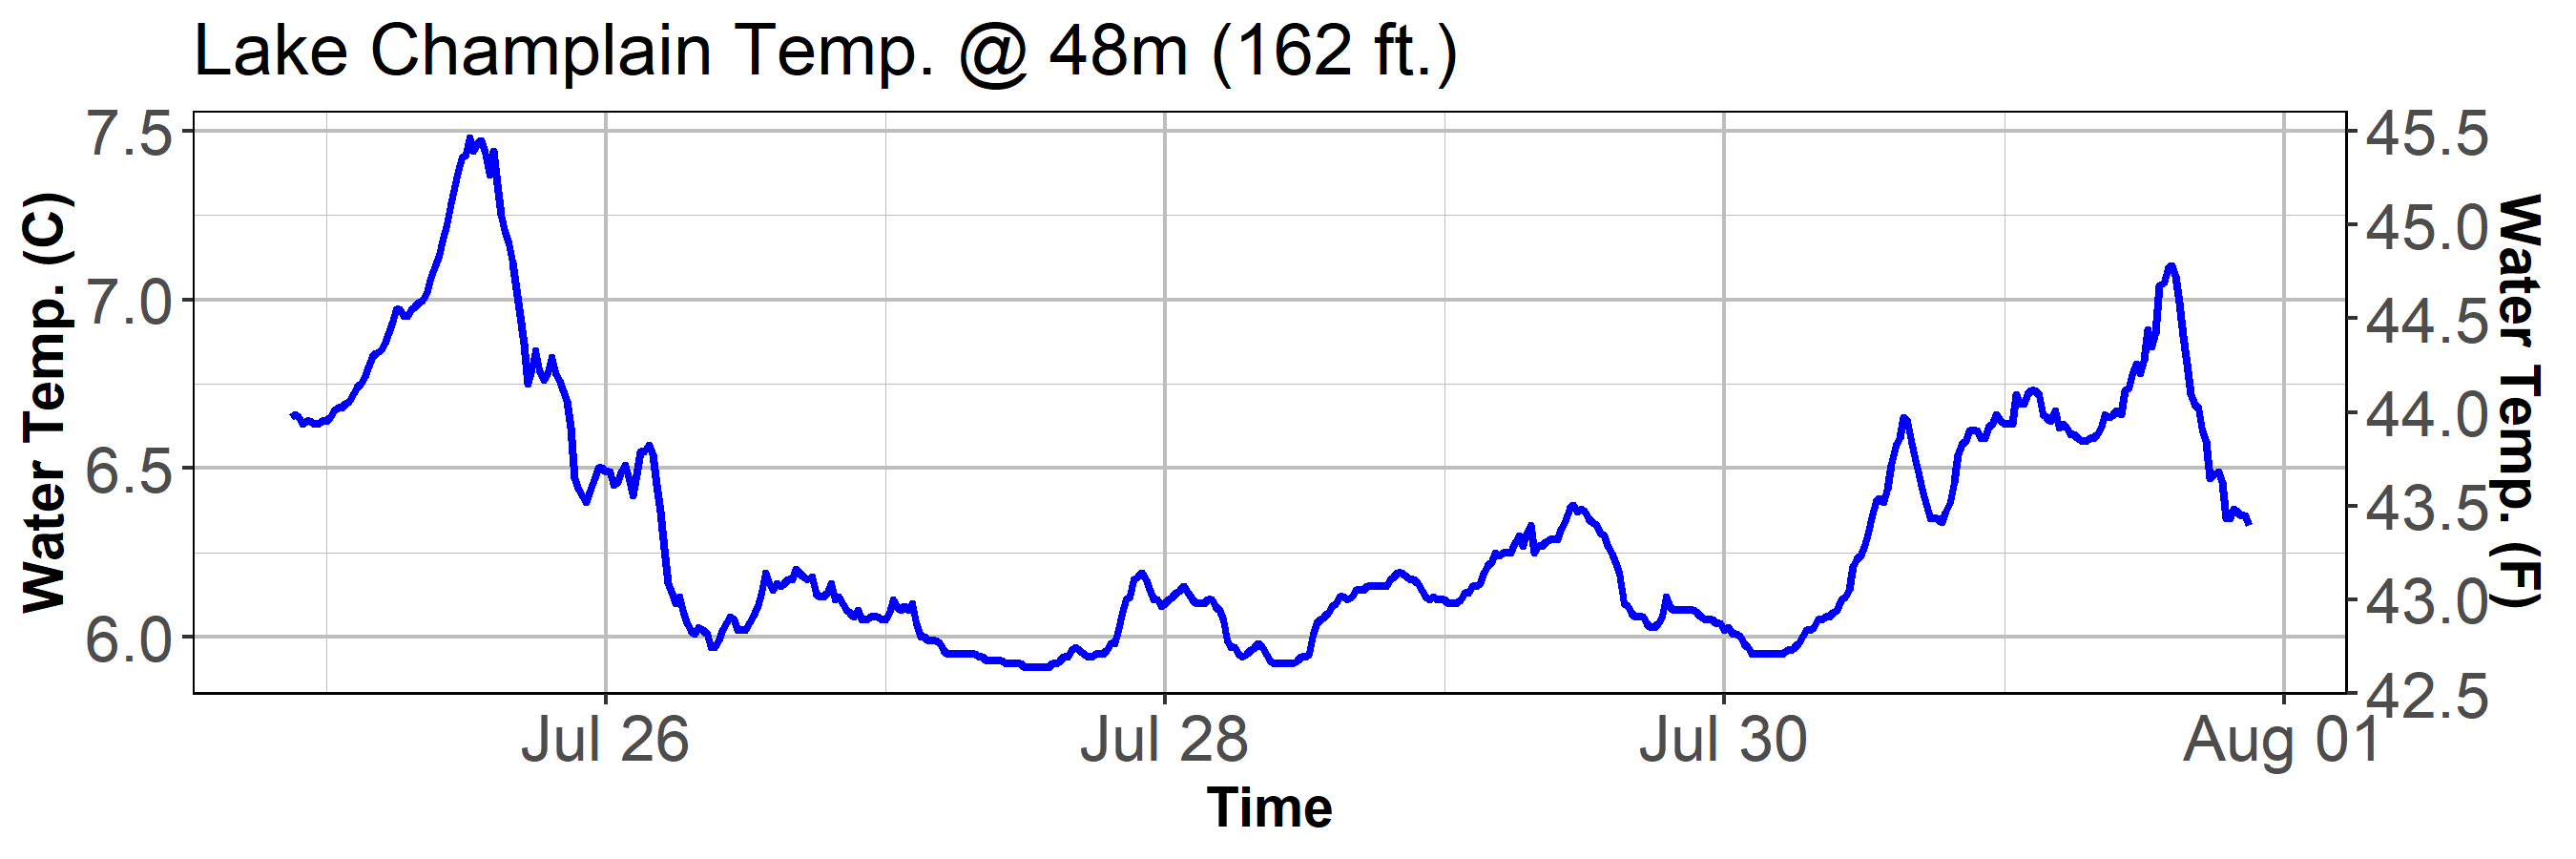 Lake Champlain Temp. @ 48m (162 ft.)
7.5
7.0
6.5
6.0
Water Temp. (C)
45.5
45.0
44.5
44.0
43.5
43.0
42.5
Water Temp. (F)
Jul 26
Jul 28
Jul 30
Aug 01
Time